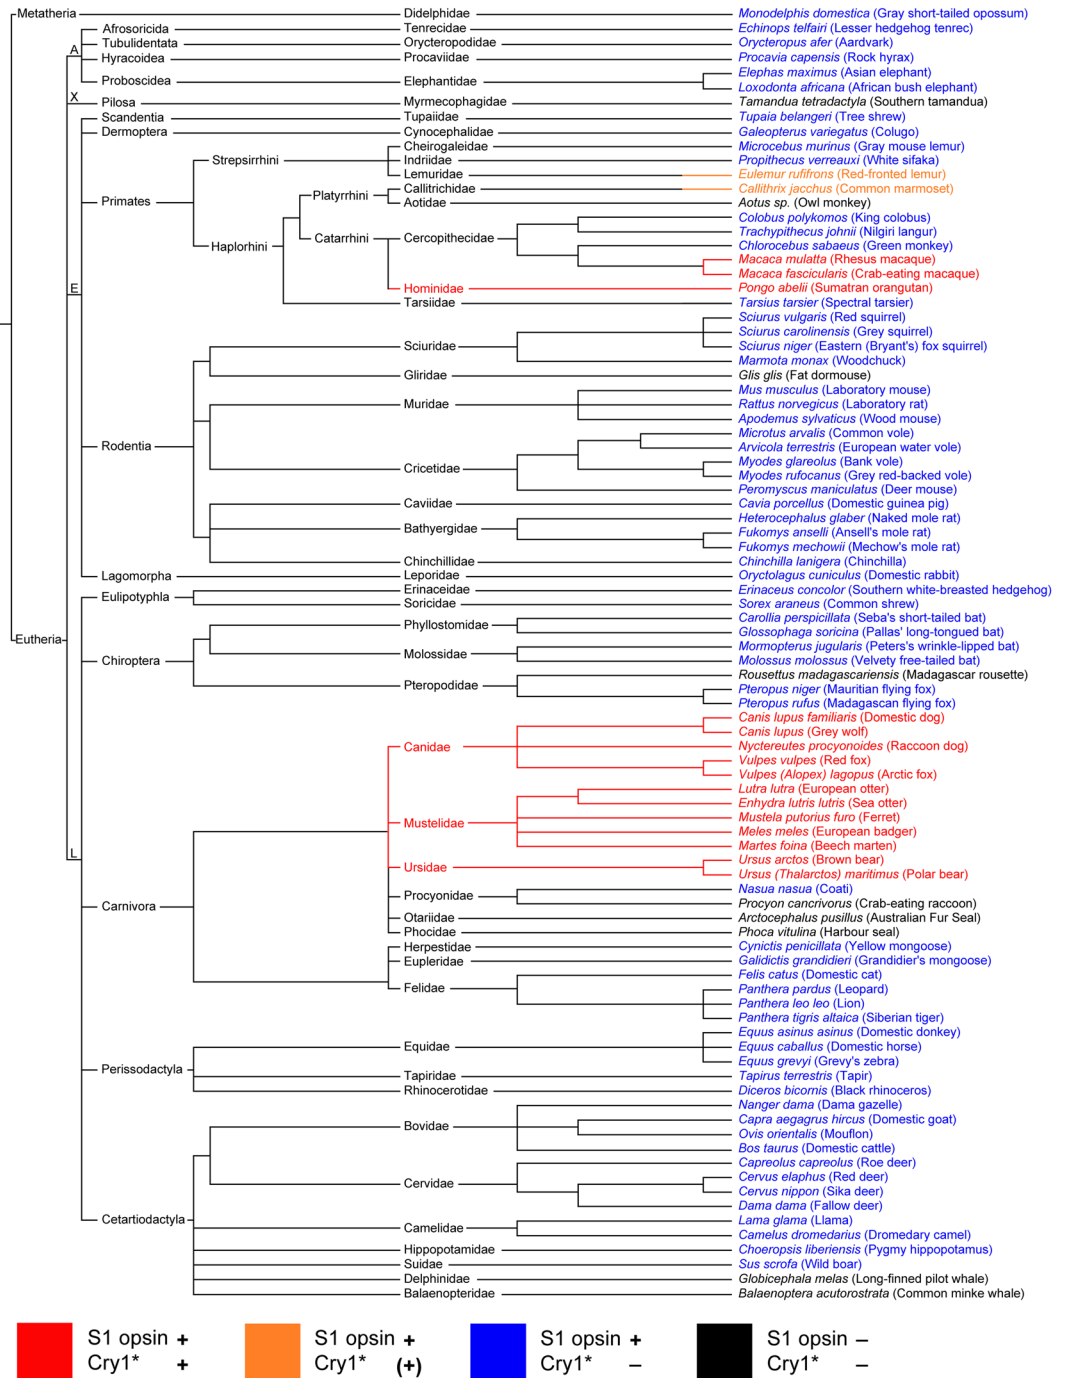 Metatheria Didelphidae Monodelphis domestica (Gray short-tailed opossum)
Afrosoricida Tenrecidae Echinops telfairi (Lesser hedgehog tenrec)
A Tubulidentata Orycteropodidae Orycteropus afer (Aardvark)
Hyracoidea Procaviidae Procavia capensis (Rock hyrax)
Elephas maximus (Asian elephant)
Proboscidea Elephantidae
Loxodonta africana (African bush elephant)
X Pilosa Myrmecophagidae Tamandua tetradactyla (Southern tamandua)
Scandentia Tupaiidae Tupaia belangeri (Tree shrew)
Dermoptera Cynocephalidae Galeopterus variegatus (Colugo)
Cheirogaleidae Microcebus murinus (Gray mouse lemur)
Strepsirrhini Indriidae Propithecus verreauxi (White sifaka)
Lemuridae Eulemur rufifrons (Red-fronted lemur)
Platyrrhini Callitrichidae Callithrix jacchus (Common marmoset)
Primates Aotidae Aotus sp. (Owl monkey)
Colobus polykomos (King colobus)
Catarrhini Cercopithecidae Trachypithecus johnii (Nilgiri langur)
Haplorhini Chlorocebus sabaeus (Green monkey)
Macaca mulatta (Rhesus macaque)
Macaca fascicularis (Crab-eating macaque)
E Hominidae Pongo abelii (Sumatran orangutan)
Tarsiidae Tarsius tarsier (Spectral tarsier)
Sciurus vulgaris (Red squirrel)
Sciurus carolinensis (Grey squirrel)
Sciuridae Sciurus niger (Eastern (Bryant's) fox squirrel)
Marmota monax (Woodchuck)
Gliridae Glis glis (Fat dormouse)
Mus musculus (Laboratory mouse)
Muridae Rattus norvegicus (Laboratory rat)
Apodemus sylvaticus (Wood mouse)
Microtus arvalis (Common vole)
Rodentia Arvicola terrestris (European water vole)
Myodes glareolus (Bank vole)
Cricetidae Myodes rufocanus (Grey red-backed vole)
Peromyscus maniculatus (Deer mouse)
Caviidae Cavia porcellus (Domestic guinea pig)
Heterocephalus glaber (Naked mole rat)
Bathyergidae Fukomys anselli (Ansell's mole rat)
Fukomys mechowii (Mechow's mole rat)
Chinchillidae Chinchilla lanigera (Chinchilla)
Lagomorpha Leporidae Oryctolagus cuniculus (Domestic rabbit)
Erinaceidae Erinaceus concolor (Southern white-breasted hedgehog)
Eulipotyphla Soricidae Sorex araneus (Common shrew)
Carollia perspicillata (Seba's short-tailed bat)
Phyllostomidae Glossophaga soricina (Pallas' long-tongued bat)
Eutheria Mormopterus jugularis (Peters's wrinkle-lipped bat)
Chiroptera Molossidae Molossus molossus (Velvety free-tailed bat)
Rousettus madagascariensis (Madagascar rousette)
Pteropodidae Pteropus niger (Mauritian flying fox)
Pteropus rufus (Madagascan flying fox)
Canis lupus familiaris (Domestic dog)
Canis lupus (Grey wolf)
Canidae Nyctereutes procyonoides (Raccoon dog)
Vulpes vulpes (Red fox)
Vulpes (Alopex) lagopus (Arctic fox)
Lutra lutra (European otter)
Enhydra lutris lutris (Sea otter)
Mustelidae Mustela putorius furo (Ferret)
Meles meles (European badger)
Martes foina (Beech marten)
L Ursus arctos (Brown bear)
Ursidae Ursus (Thalarctos) maritimus (Polar bear)
Nasua nasua (Coati)
Procyonidae
Carnivora Procyon cancrivorus (Crab-eating raccoon)
Otariidae Arctocephalus pusillus (Australian Fur Seal)
Phocidae Phoca vitulina (Harbour seal)
Herpestidae Cynictis penicillata (Yellow mongoose)
Eupleridae Galidictis grandidieri (Grandidier's mongoose)
Felis catus (Domestic cat)
Felidae Panthera pardus (Leopard)
Panthera leo leo (Lion)
Panthera tigris altaica (Siberian tiger)
Equus asinus asinus (Domestic donkey)
Equidae Equus caballus (Domestic horse)
Equus grevyi (Grevy's zebra)
Perissodactyla Tapiridae Tapirus terrestris (Tapir)
Rhinocerotidae Diceros bicornis (Black rhinoceros)
Nanger dama (Dama gazelle)
Bovidae Capra aegagrus hircus (Domestic goat)
Ovis orientalis (Mouflon)
Bos taurus (Domestic cattle)
Capreolus capreolus (Roe deer)
Cervidae Cervus elaphus (Red deer)
Cervus nippon (Sika deer)
Dama dama (Fallow deer)
Cetartiodactyla Lama glama (Llama)
Camelidae Camelus dromedarius (Dromedary camel)
Hippopotamidae Choeropsis liberiensis (Pygmy hippopotamus)
Suidae Sus scrofa (Wild boar)
Delphinidae Globicephala melas (Long-finned pilot whale)
Balaenopteridae Balaenoptera acutorostrata (Common minke whale)
S1 opsin + S1 opsin + S1 opsin + S1 opsin –
Cry1* + Cry1* (+) Cry1* – Cry1* –